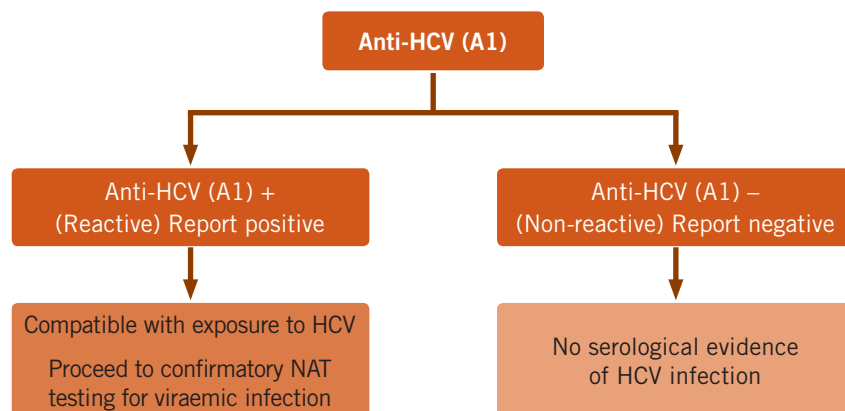 Anti-HCV (A1)
Anti-HCV (A1) +
(Reactive) Report positive
Anti-HCV (A1) –
(Non-reactive) Report negative
Compatible with exposure to HCV
Proceed to confirmatory NAT
testing for viraemic infection
No serological evidence
of HCV infection